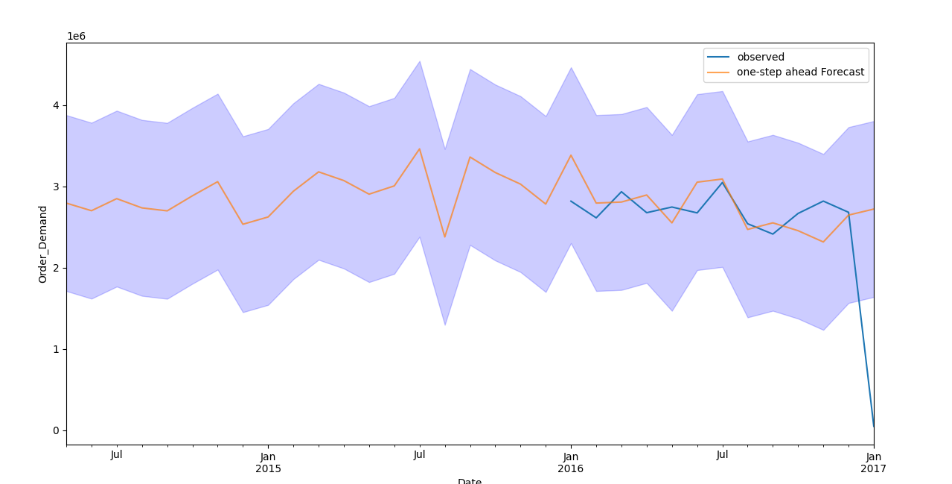 1e6
observed
one-step ahead Forecast
4
3
2
1
0
Order_Demand
Jul
Jan
2015
Jul
Jan
2016
Jul
Jan
2017
Date